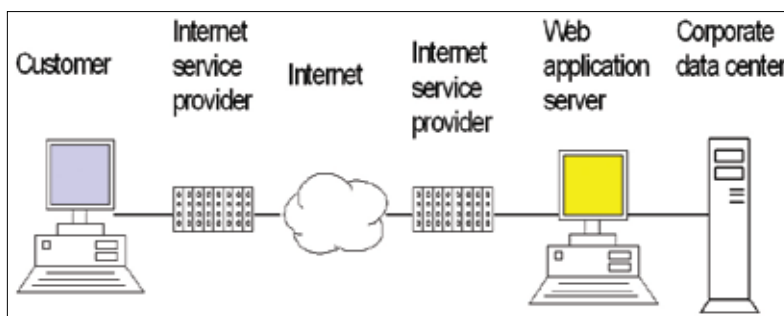 Customer
Internet
service
provider
Internet
Internet
service
provider
Web
application
server
Corporate
data center